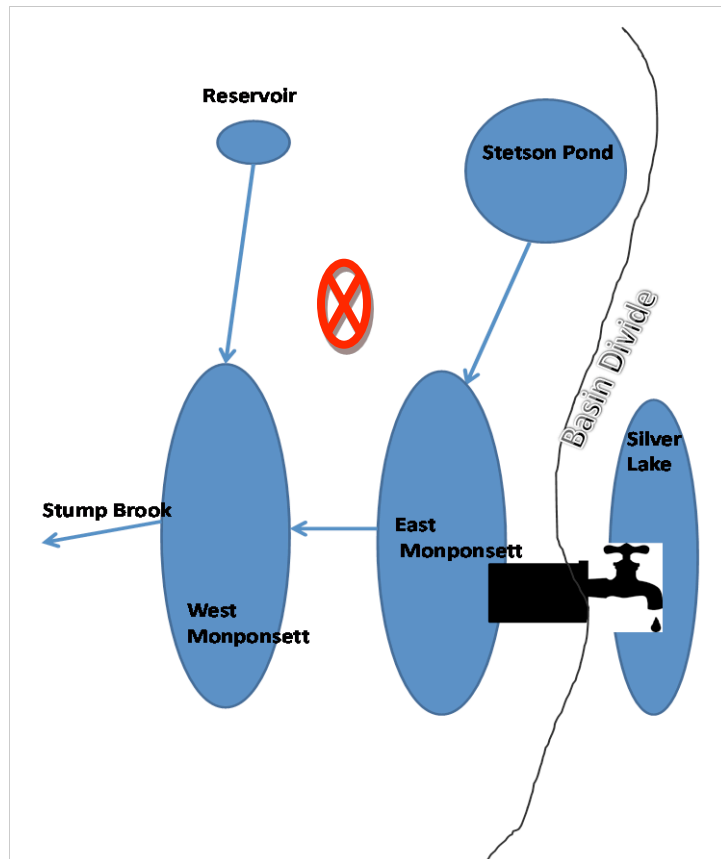 Reservoir
Stetson Pond
Basin Divide
Silver
Lake
Stump Brook
East
Monponsett
West
Monponsett